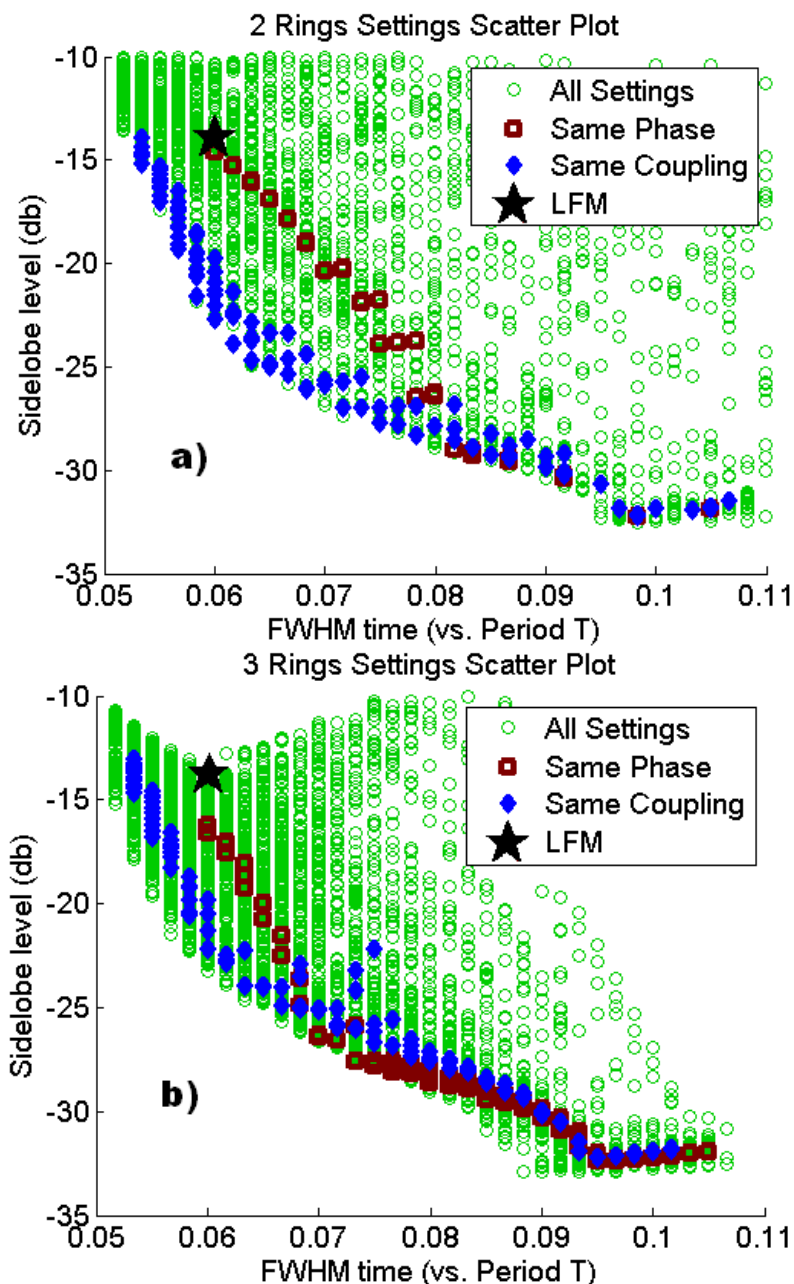 2 Rings Settings Scatter Plot
-10
-15
-20
-25
-30
-35
Sidelobe level (db)
All Settings
Same Phase
Same Coupling
LFM
a)
0.05 0.06 0.07 0.08 0.09 0.1 0.11
FWHM time (vs. Period T)
3 Rings Settings Scatter Plot
-10
-15
-20
-25
-30
-35
Sidelobe level (db)
All Settings
Same Phase
Same Coupling
LFM
b)
0.05 0.06 0.07 0.08 0.09 0.1 0.11
FWHM time (vs. Period T)